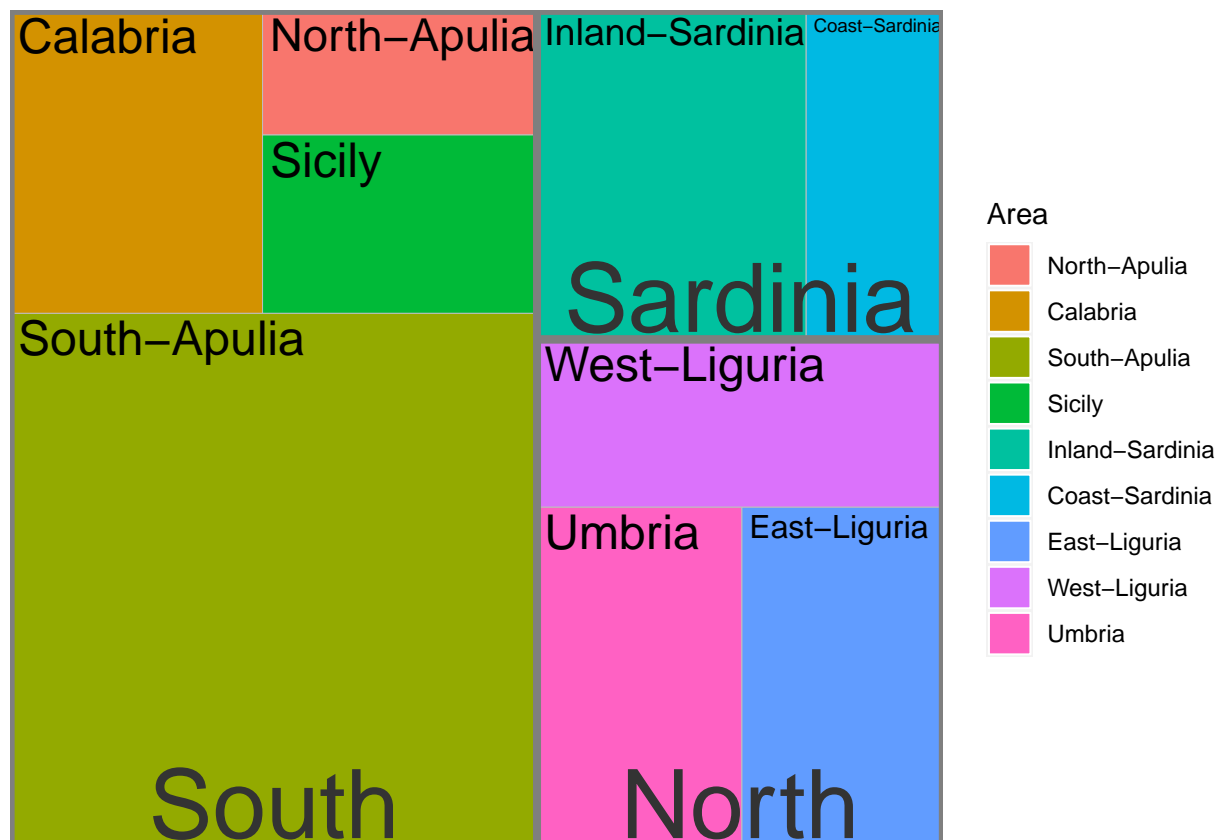 Calabria
North−Apulia
Sicily
South−Apulia
South
Inland−Sardinia
Coast−Sardinia
Sardinia
West−Liguria
Umbria
East−Liguria
North
Area
North−Apulia
Calabria
South−Apulia
Sicily
Inland−Sardinia
Coast−Sardinia
East−Liguria
West−Liguria
Umbria